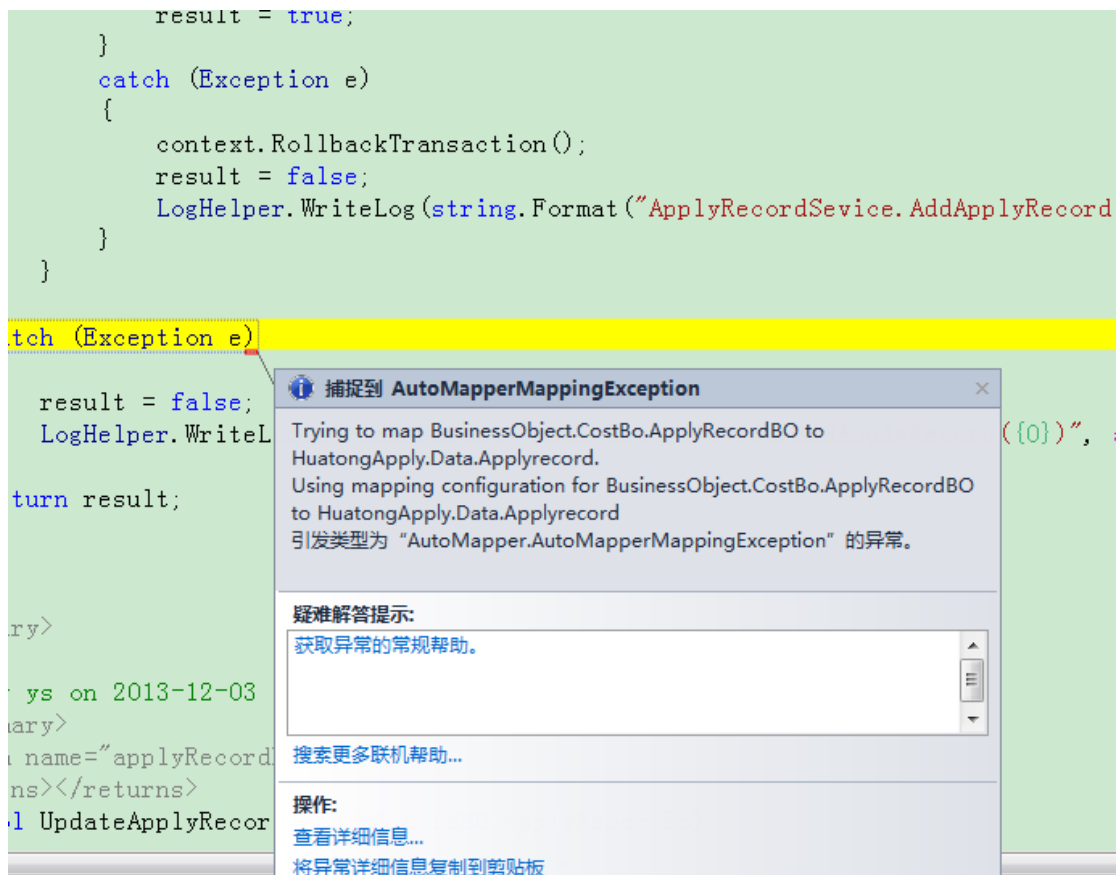 result = true;
}
catch (Exception e)
{
context.RollbackTransaction();
result = false;
LogHelper.WriteLog(string.Format("ApplyRecordSevice.AddApplyRecord
}
}
tch (Exception e)
捕捉到 AutoMapperMappingException
result = false;
Trying to map BusinessObject.CostBo.ApplyRecordBO to
LogHelper.WriteL
({0})",
HuatongApply.Data.Applyrecord.
Using mapping configuration for BusinessObject.CostBo.ApplyRecordBO
turn result;
to HuatongApply.Data.Applyrecord
引发类型为“AutoMapper.AutoMapperMappingException”的异常。
疑难解答提示:
ry>
获取异常的常规帮助。
ys on 2013-12-03
ary>
name="applyRecord
搜索更多联机帮助...
ns></returns>
操作:
l UpdateApplyRecor
查看详细信息...
将异常详细信息复制到剪贴板